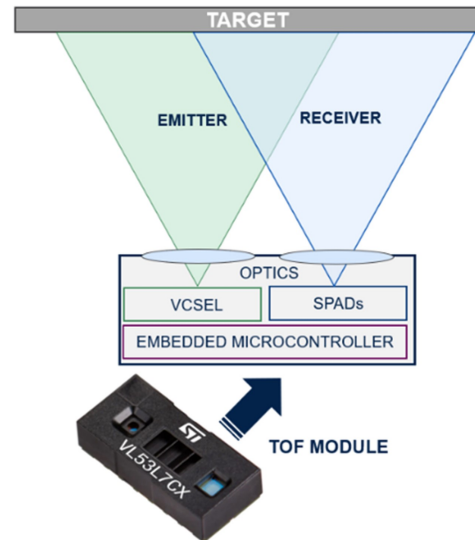 TARGET
EMITTER
RECEIVER
OPTICS
VCSEL
SPADs
EMBEDDED MICROCONTROLLER
ST
VL53L7CX
TOF MODULE